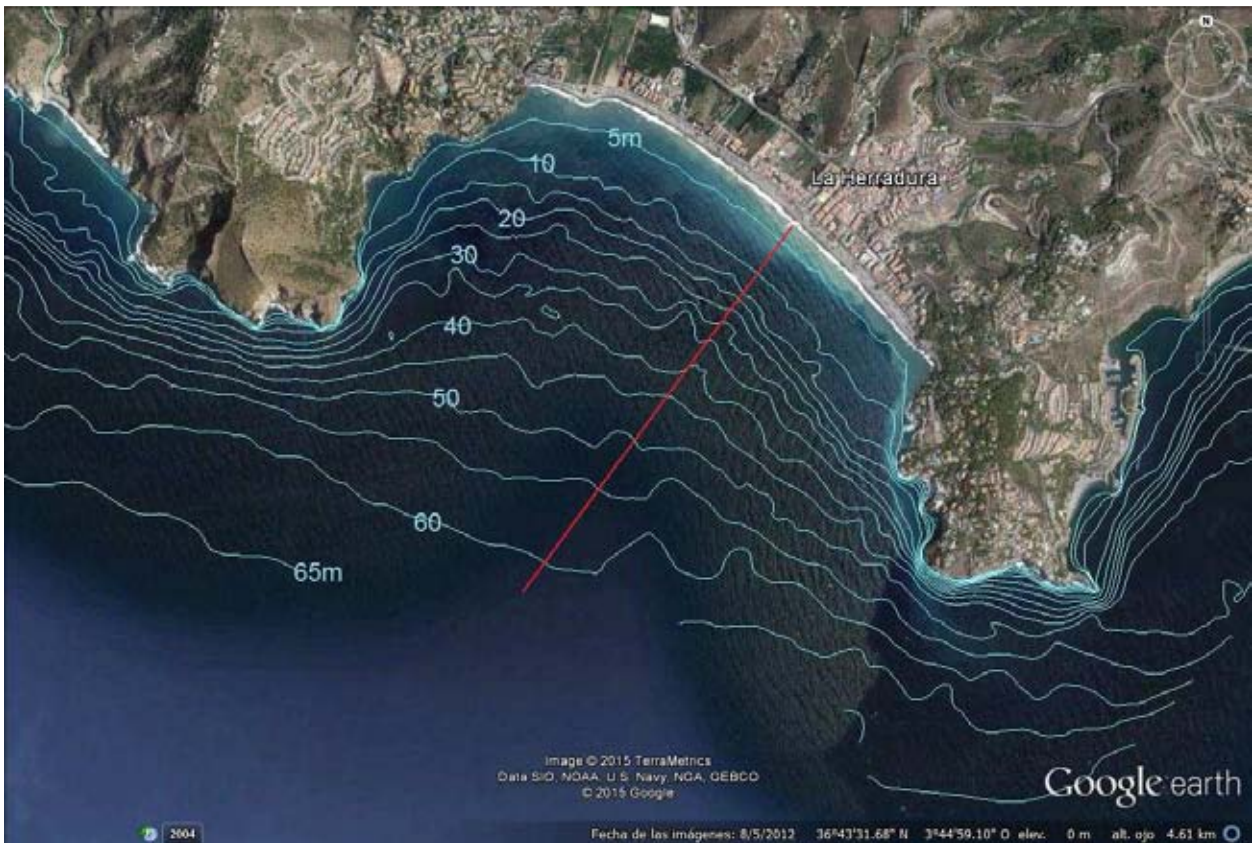 N
5m
10
La Herradura
20
30
40
50
60
65m
Image © 2015 TerraMetrics
Data SIO, NOAA, U.S. Navy, NGA, GEBCO
© 2015 Google
Google earth
2004
Fecha de las imágenes: 8/5/2012 36°43'31.68" N 3°44'59.10" O elev. 0 m alt. ojo 4.61 km